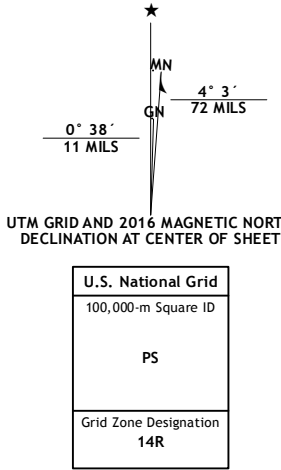 ★
MN
GN
4° 3´
72 MILS
0° 38´
11 MILS
UTM GRID AND 2016 MAGNETIC NORT
DECLINATION AT CENTER OF SHEET
U.S. National Grid
100,000-m Square ID
PS
Grid Zone Designation
14R